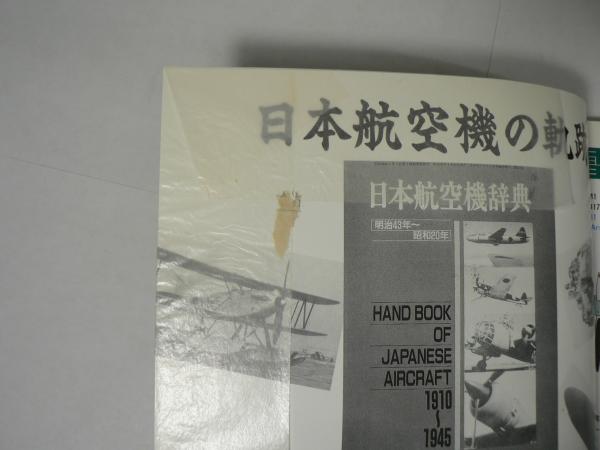 日本航空機の軌跡
日本航空機辞典
明治43年〜
昭和20年
HAND BOOK
OF
JAPANESE
AIRCRAFT
1910
〜
1945